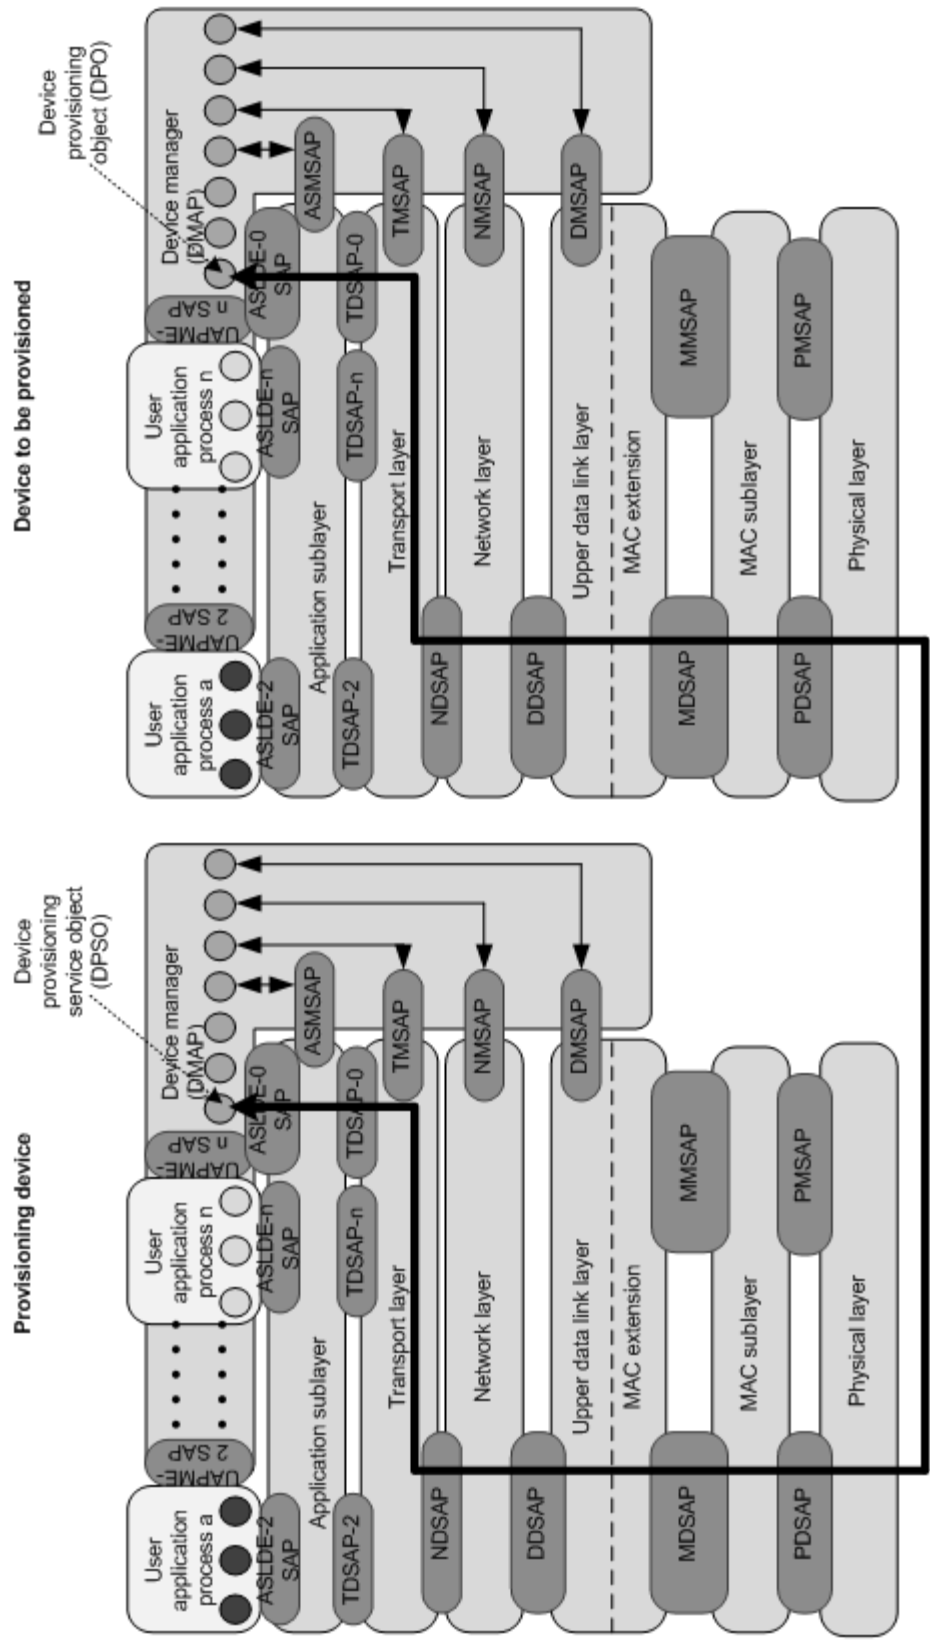 Provisioning device
Device
provisioning
service object
(DPSO)
User
application
process a
UAPME-
2 SAP
User
application
process n
UAPME-
n SAP
Device manager
(DMAP)
ASLDE-2
SAP
ASLDE-n
SAP
ASLDE-0
SAP
ASMSAP
Application sublayer
TDSAP-2
TDSAP-n
TDSAP-0
Transport layer
TMSAP
NDSAP
Network layer
NMSAP
DDSAP
Upper data link layer
DMSAP
MAC extension
MDSAP
MMSAP
MAC sublayer
PDSAP
PMSAP
Physical layer
Device to be provisioned
Device
provisioning
object (DPO)
User
application
process a
UAPME-
2 SAP
User
application
process n
UAPME-
n SAP
Device manager
(DMAP)
ASLDE-2
SAP
ASLDE-n
SAP
ASLDE-0
SAP
ASMSAP
Application sublayer
TDSAP-2
TDSAP-n
TDSAP-0
Transport layer
TMSAP
NDSAP
Network layer
NMSAP
DDSAP
Upper data link layer
DMSAP
MAC extension
MDSAP
MMSAP
MAC sublayer
PDSAP
PMSAP
Physical layer